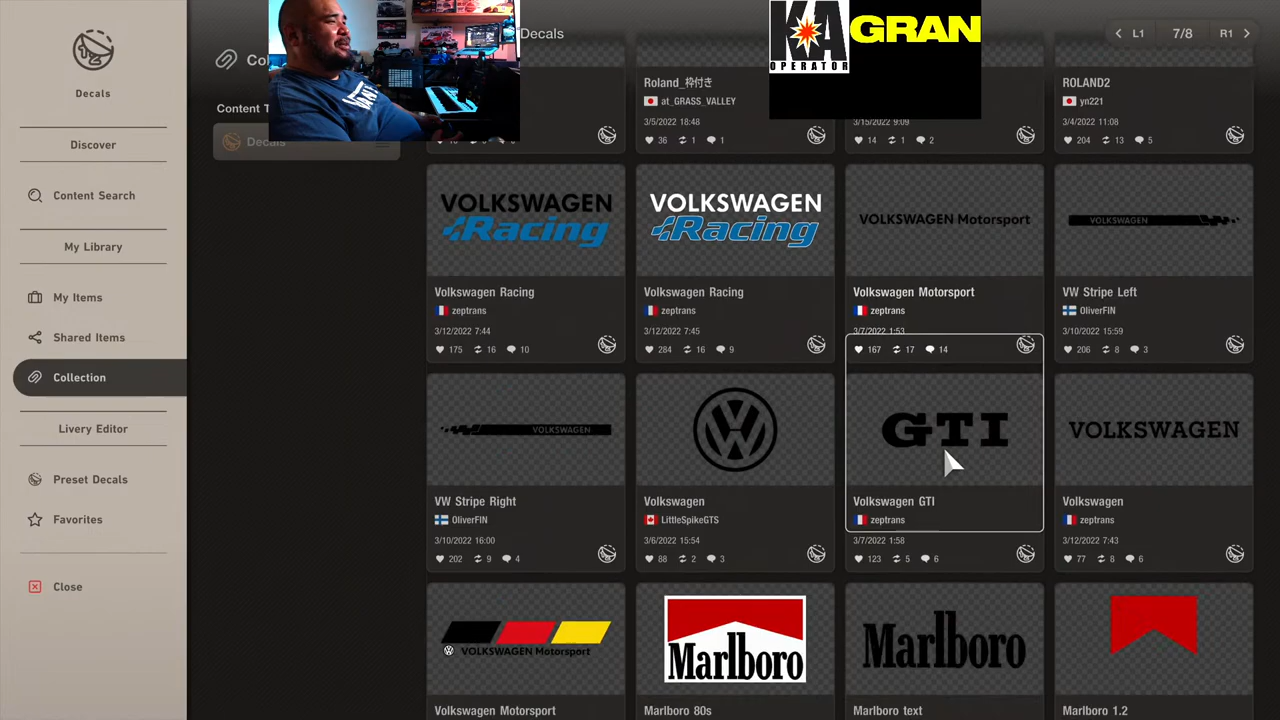 Decals
KA GRAN
OPERATOR
L1 7/8 R1
Decals
Discover
Content Search
My Library
My Items
Shared Items
Collection
Livery Editor
Preset Decals
Favorites
Close
Content T
Decals
Roland_枠付き
at_GRASS_VALLEY
3/5/2022 18:48
36 1 1
3/15/2022 9:09
14 1 2
ROLAND2
yn221
3/4/2022 11:08
204 13 5
VOLKSWAGEN
Racing
Volkswagen Racing
zeptrans
3/12/2022 7:44
175 16 10
VOLKSWAGEN
Racing
Volkswagen Racing
zeptrans
3/12/2022 7:45
284 16 9
VOLKSWAGEN Motorsport
Volkswagen Motorsport
zeptrans
3/7/2022 1:53
167 17 14
VOLKSWAGEN
VW Stripe Left
OliverFIN
3/10/2022 15:59
206 8 3
VOLKSWAGEN
VW Stripe Right
OliverFIN
3/10/2022 16:00
202 9 4
Volkswagen
LittleSpikeGTS
3/6/2022 15:54
88 2 3
GTI
Volkswagen GTI
zeptrans
3/7/2022 1:58
123 5 6
VOLKSWAGEN
Volkswagen
zeptrans
3/12/2022 7:43
77 8 6
VOLKSWAGEN Motorsport
Volkswagen Motorsport
Marlboro
Marlboro 80s
Marlboro
Marlboro text
Marlboro 1.2